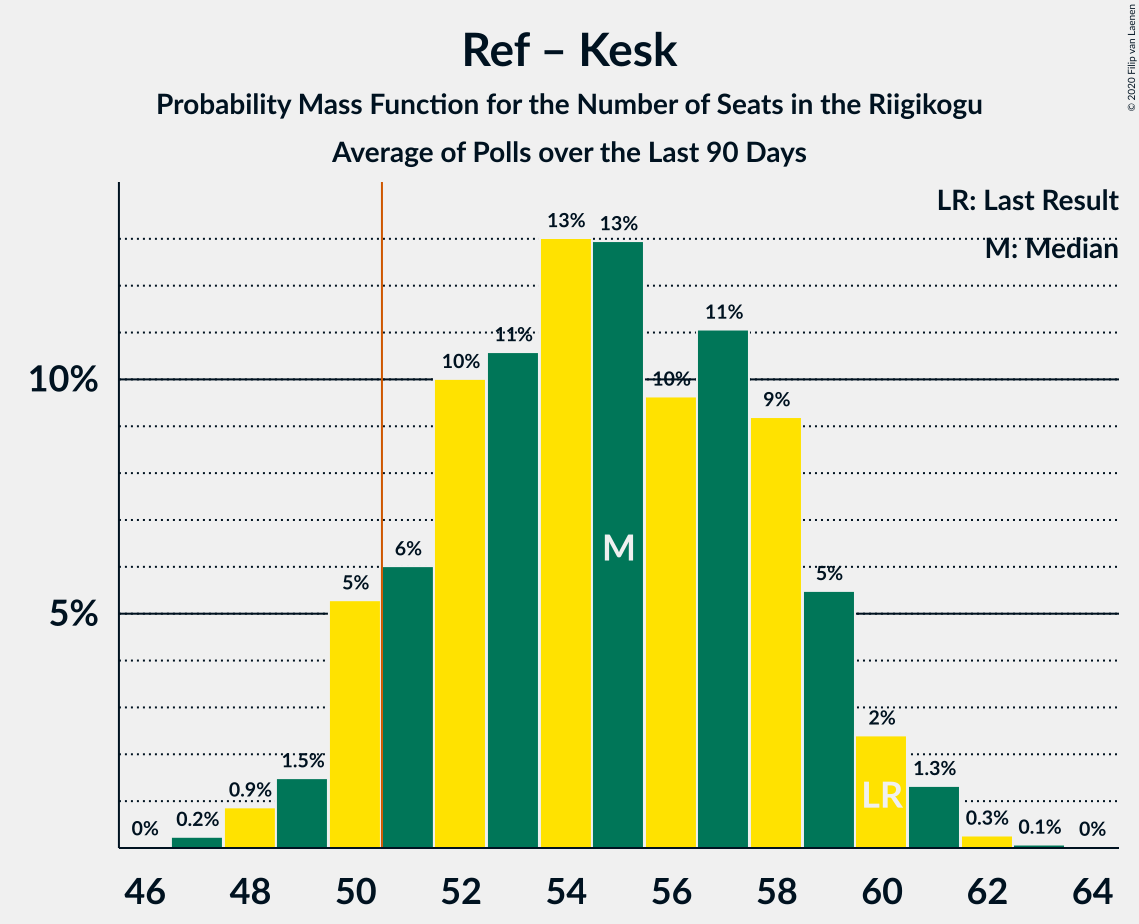 Ref – Kesk
Probability Mass Function for the Number of Seats in the Riigikogu
Average of Polls over the Last 90 Days
© 2020 Filip van Laenen
LR: Last Result
M: Median
10%
5%
0%
0.2%
0.9%
1.5%
5%
6%
10%
11%
13%
13%
10%
11%
9%
5%
2%
1.3%
0.3%
0.1%
0%
M
LR
46 48 50 52 54 56 58 60 62 64